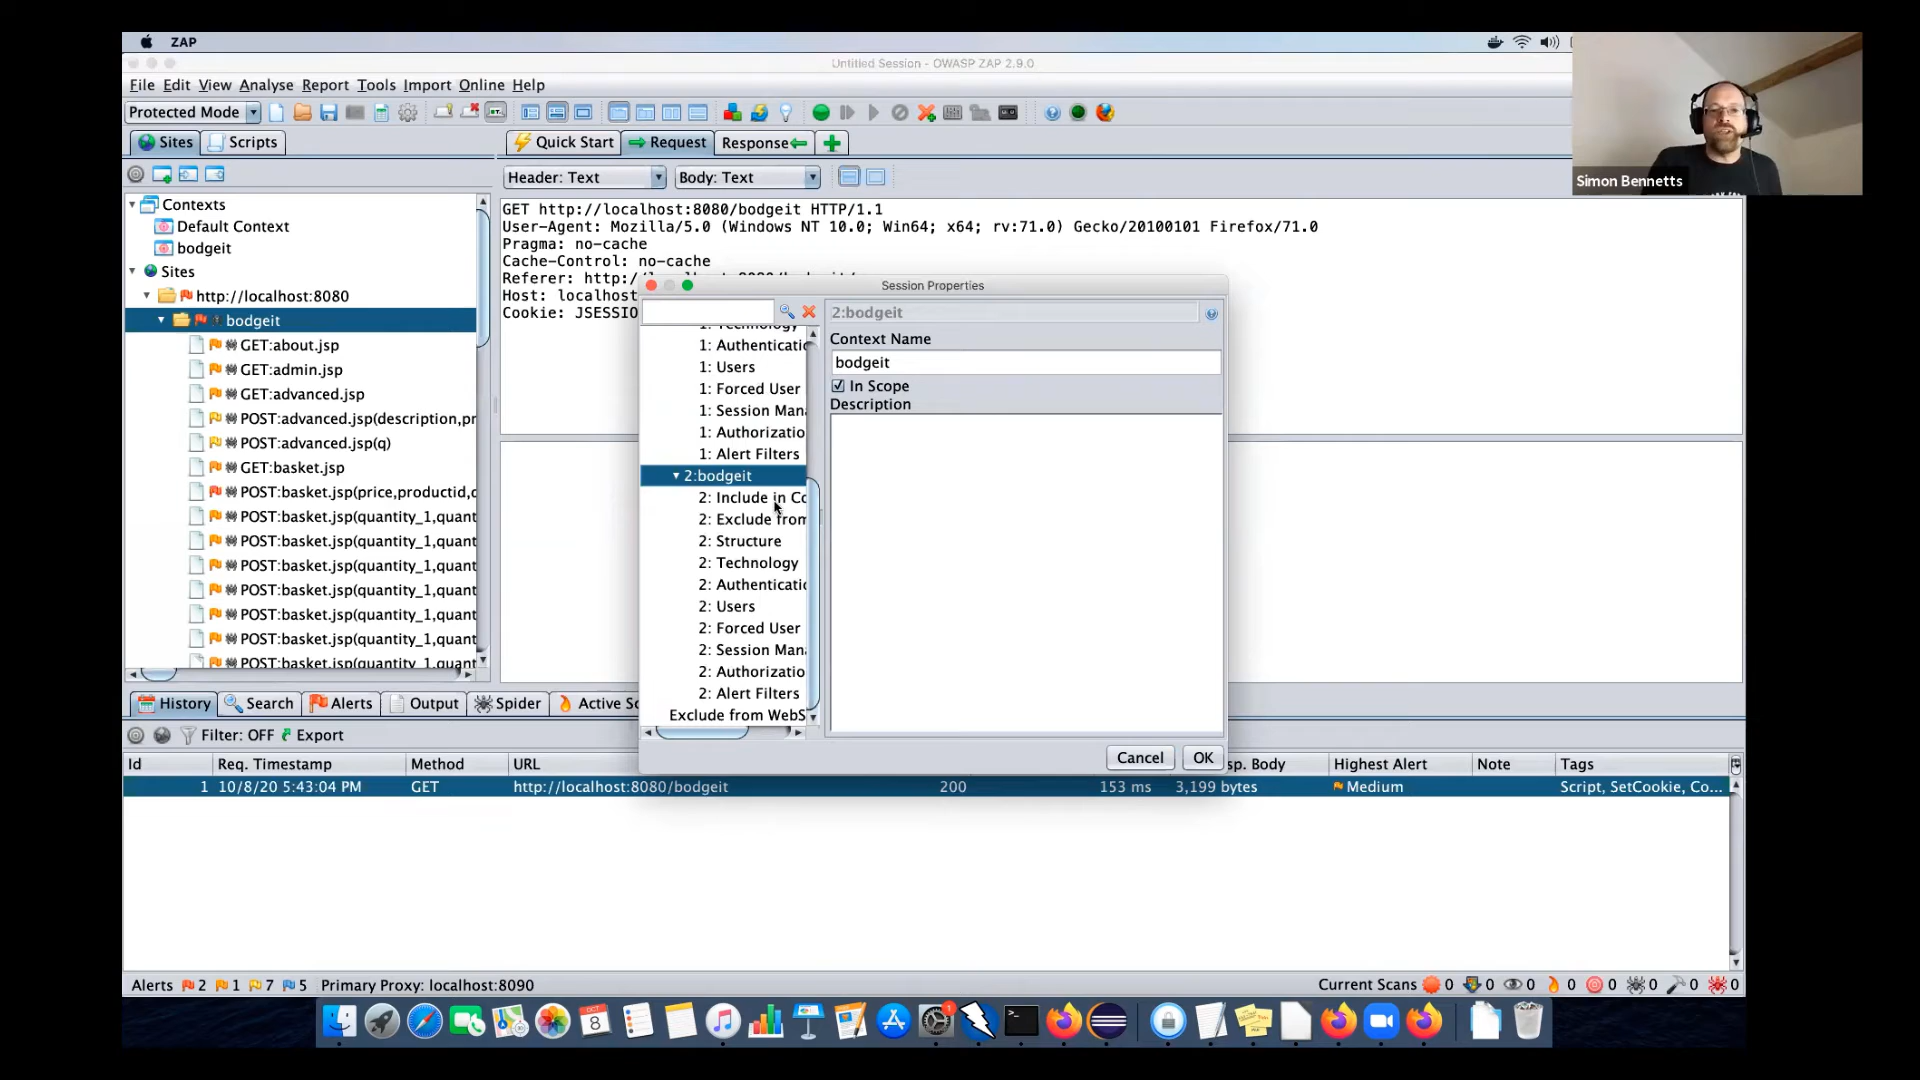 ZAP
Untitled Session - OWASP ZAP 2.9.0
File Edit View Analyse Report Tools Import Online Help
Protected Mode
Sites Scripts
Quick Start Request Response
Header: Text Body: Text
Contexts
Default Context
bodgeit
Sites
http://localhost:8080
bodgeit
GET:about.jsp
GET:admin.jsp
GET:advanced.jsp
POST:advanced.jsp(description,pr
POST:advanced.jsp(q)
GET:basket.jsp
POST:basket.jsp(price,productid,q
POST:basket.jsp(quantity_1,quant
POST:basket.jsp(quantity_1,quant
POST:basket.jsp(quantity_1,quant
POST:basket.jsp(quantity_1,quant
POST:basket.jsp(quantity_1,quant
POST:basket.jsp(quantity_1,quant
POST:basket.jsp(quantity_1,quant
GET http://localhost:8080/bodgeit HTTP/1.1
User-Agent: Mozilla/5.0 (Windows NT 10.0; Win64; x64; rv:71.0) Gecko/20100101 Firefox/71.0
Pragma: no-cache
Cache-Control: no-cache
Referer: http:/
Host: localhost
Cookie: JSESSIO
Simon Bennetts
Session Properties
1: Technology
1: Authenticatio
1: Users
1: Forced User
1: Session Mana
1: Authorizatio
1: Alert Filters
2:bodgeit
2: Include in Co
2: Exclude from
2: Structure
2: Technology
2: Authenticatio
2: Users
2: Forced User
2: Session Mana
2: Authorizatio
2: Alert Filters
Exclude from WebS
2:bodgeit
Context Name
bodgeit
In Scope
Description
Cancel OK
History Search Alerts Output Spider Active Sc
Filter: OFF Export
Id Req. Timestamp Method URL sp. Body Highest Alert Note Tags
1 10/8/20 5:43:04 PM GET http://localhost:8080/bodgeit 200 153 ms 3,199 bytes Medium Script, SetCookie, Co...
Alerts 2 1 7 5 Primary Proxy: localhost:8090
Current Scans 0 0 0 0 0 0 0 0
OCT
8
1